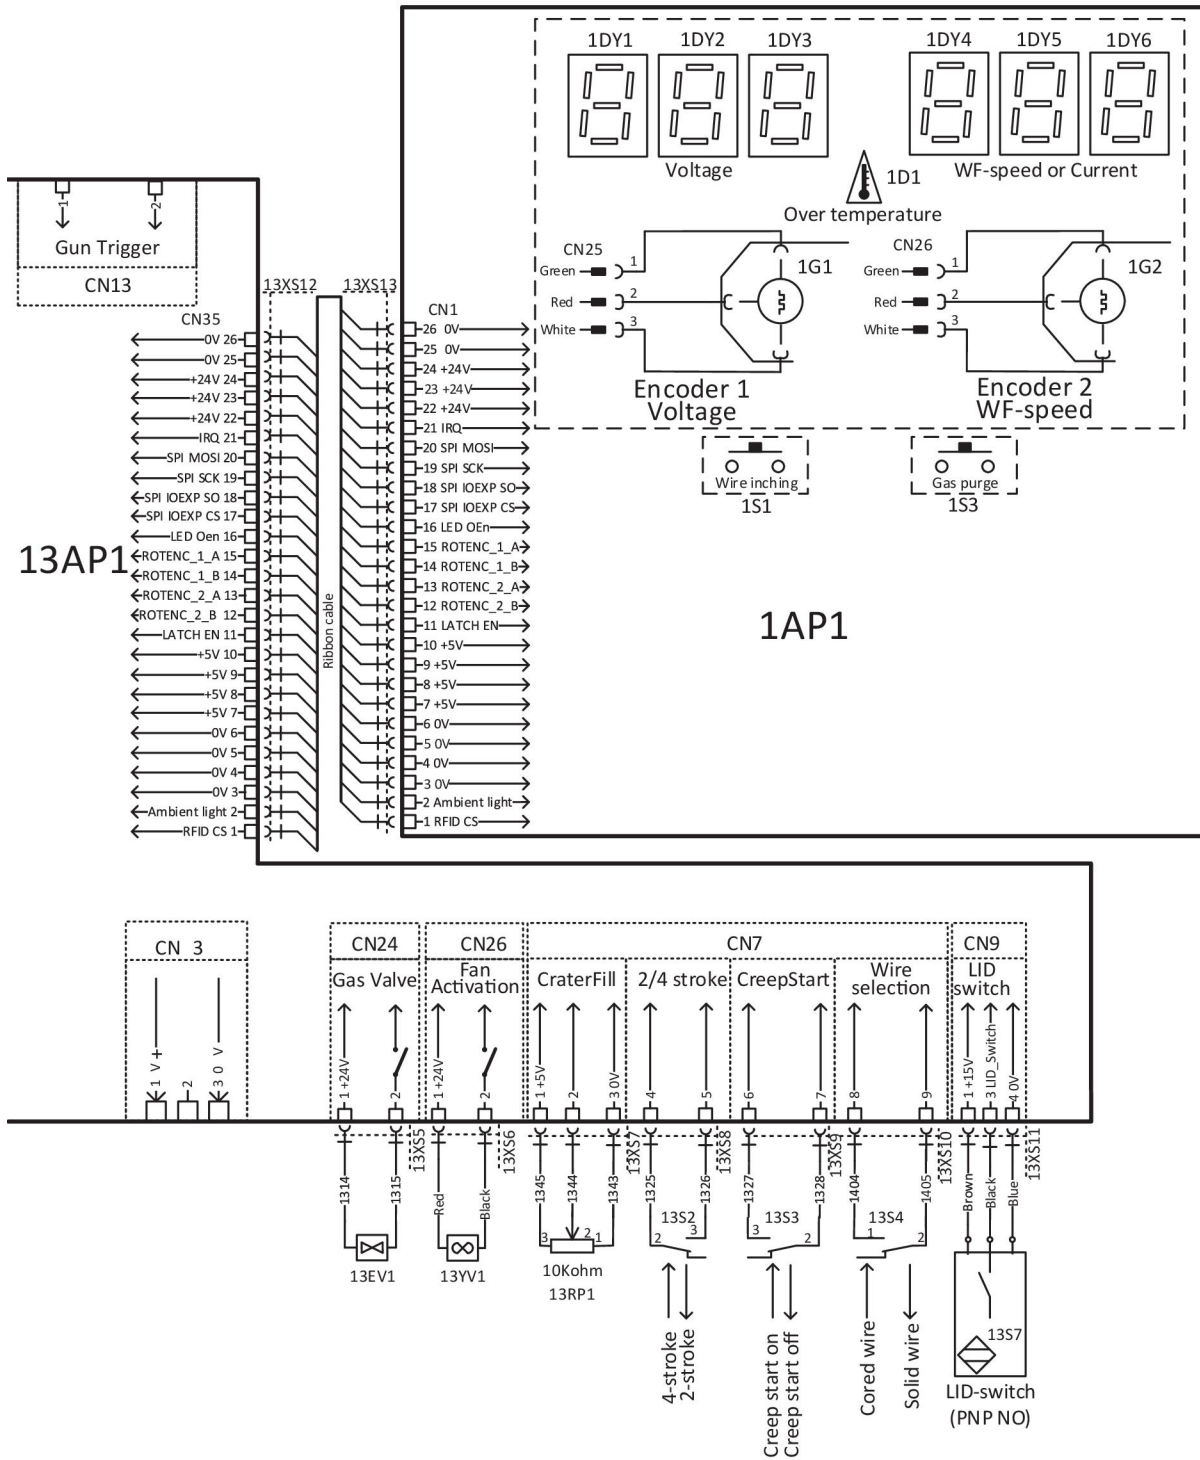 1DY1
1DY2
1DY3
1DY4
1DY5
1DY6
Voltage
WF-speed or Current
1D1
Over temperature
1
2
Gun Trigger
CN13
CN25
Green
1
Red
2
White
3
1G1
Encoder 1
Voltage
CN26
Green
1
Red
2
White
3
1G2
Encoder 2
WF-speed
Wire inching
1S1
Gas purge
1S3
13XS12
13XS13
CN35
0V 26
0V 25
+24V 24
+24V 23
+24V 22
IRQ 21
SPI MOSI 20
SPI SCK 19
SPI IOEXP SO 18
SPI IOEXP CS 17
LED Oen 16
ROTENC_1_A 15
ROTENC_1_B 14
ROTENC_2_A 13
ROTENC_2_B 12
LATCH EN 11
+5V 10
+5V 9
+5V 8
+5V 7
0V 6
0V 5
0V 4
0V 3
Ambient light 2
RFID CS 1
13AP1
Ribbon cable
CN1
26 0V
25 0V
24 +24V
23 +24V
22 +24V
21 IRQ
20 SPI MOSI
19 SPI SCK
18 SPI IOEXP SO
17 SPI IOEXP CS
16 LED OEn
15 ROTENC_1_A
14 ROTENC_1_B
13 ROTENC_2_A
12 ROTENC_2_B
11 LATCH EN
10 +5V
9 +5V
8 +5V
7 +5V
6 0V
5 0V
4 0V
3 0V
2 Ambient light
1 RFID CS
1AP1
CN 3
1 V +
2
3 0 V
CN24
Gas Valve
1 +24V
2
13XS5
1314
1315
13EV1
CN26
Fan
Activation
1 +24V
2
13XS6
Red
Black
13YV1
CN7
CraterFill
1 +5V
2
3 0V
13XS7
1345
1344
1343
3
2
1
10Kohm
13RP1
2/4 stroke
4
5
13XS8
1325
1326
13S2
2
3
4-stroke
2-stroke
CreepStart
6
7
13XS9
1327
1328
13S3
3
2
Creep start on
Creep start off
Wire
selection
8
9
13XS10
1404
1405
13S4
1
2
Cored wire
Solid wire
CN9
LID
switch
1 +15V
3 LID_Switch
4 0V
13XS11
Brown
Black
Blue
13S7
LID-switch
(PNP NO)